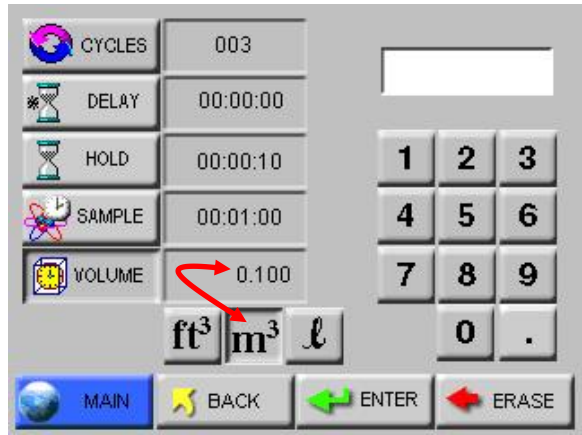 CYCLES 003
* DELAY 00:00:00
HOLD 00:00:10
SAMPLE 00:01:00
VOLUME 0.100
ft³ m³ ℓ
1 2 3
4 5 6
7 8 9
0 .
MAIN BACK ENTER ERASE